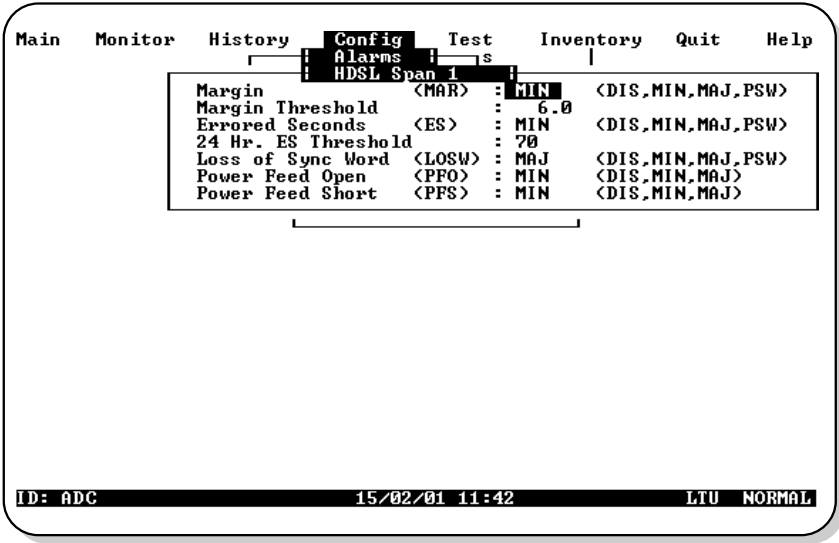 Main Monitor History Config Test Inventory Quit Help
Alarms s
HDSL Span 1
Margin (MAR) : MIN (DIS,MIN,MAJ,PSW)
Margin Threshold : 6.0
Errored Seconds (ES) : MIN (DIS,MIN,MAJ,PSW)
24 Hr. ES Threshold : 70
Loss of Sync Word (LOSW) : MAJ (DIS,MIN,MAJ,PSW)
Power Feed Open (PFO) : MIN (DIS,MIN,MAJ)
Power Feed Short (PFS) : MIN (DIS,MIN,MAJ)
ID: ADC 15/02/01 11:42 LTU NORMAL